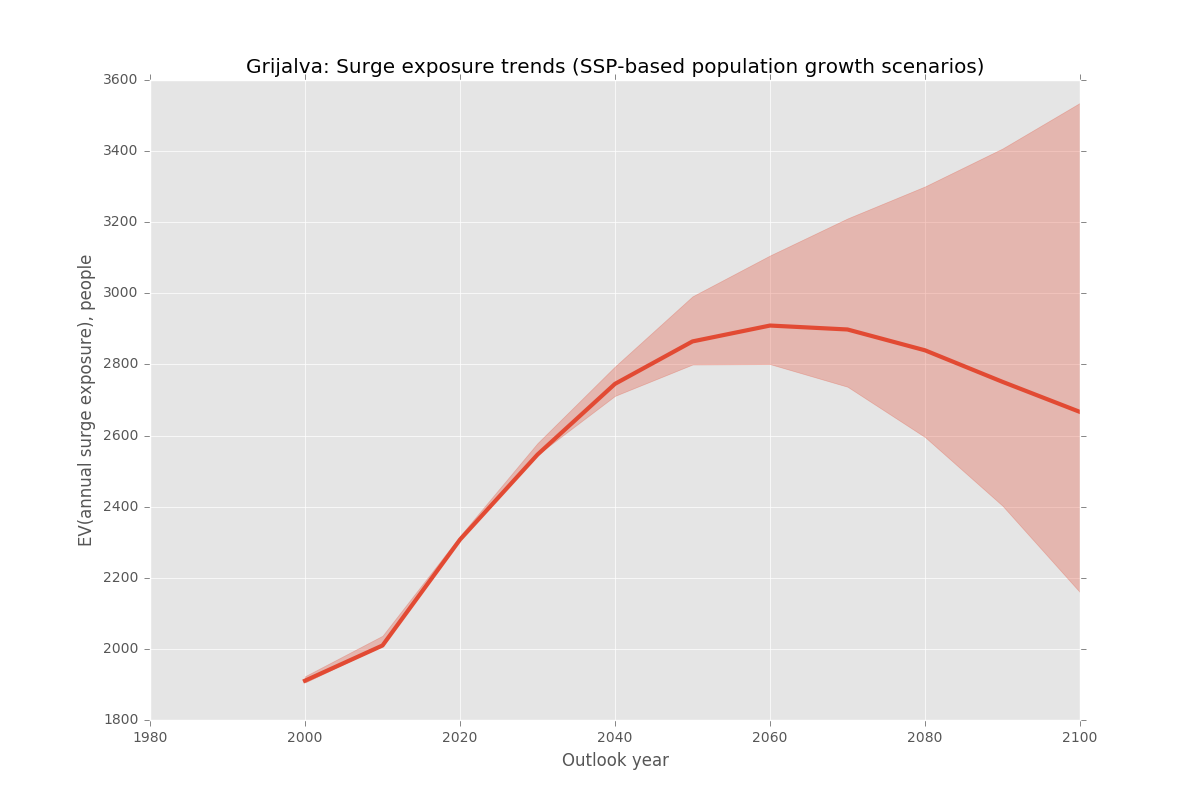 Grijalva: Surge exposure trends (SSP-based population growth scenarios)
3600
3400
3200
3000
2800
2600
2400
2200
2000
1800
EV(annual surge exposure), people
1980 2000 2020 2040 2060 2080 2100
Outlook year